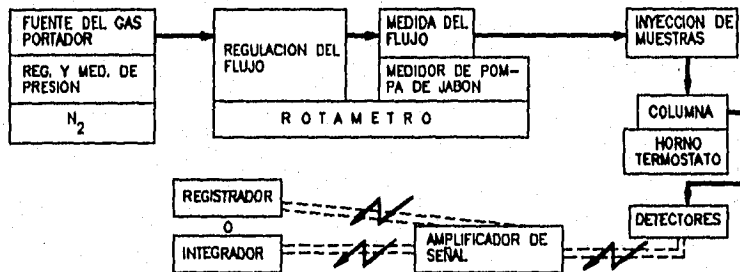 FUENTE DEL GAS
PORTADOR
REG. Y MED. DE
PRESIÓN
N2
REGULACION DEL
FLUJO
MEDIDA DEL
FLUJO
MEDIDOR DE POM-
PA DE JABON
ROTAMETRO
INYECCION DE
MUESTRAS
COLUMNA
HORNO
TERMOSTATO
DETECTORES
REGISTRADOR
O
INTEGRADOR
AMPLIFICADOR DE
SEÑAL